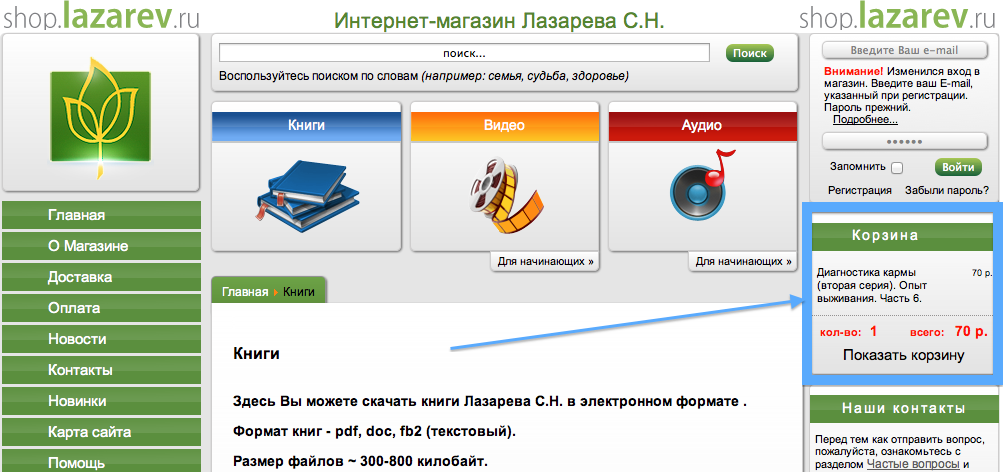 shop.lazarev.ru
Интернет-магазин Лазарева С.Н.
shop.lazarev.ru
поиск...
Поиск
Воспользуйтесь поиском по словам (например: семья, судьба, здоровье)
Книги
Видео
Аудио
Для начинающих »
Для начинающих »
Главная
О Магазине
Доставка
Оплата
Новости
Контакты
Новинки
Карта сайта
Помощь
Главная Книги
Книги
Здесь Вы можете скачать книги Лазарева С.Н. в электронном формате .
Формат книг - pdf, doc, fb2 (текстовый).
Размер файлов ~ 300-800 килобайт.
Введите Ваш e-mail
Внимание! Изменился вход в
магазин. Введите ваш E-mail,
указанный при регистрации.
Пароль прежний.
Подробнее...
••••••
Запомнить
Войти
Регистрация Забыли пароль?
Корзина
Диагностика кармы 70 р.
(вторая серия). Опыт
выживания. Часть 6.
кол-во: 1 всего: 70 р.
Показать корзину
Наши контакты
Перед тем как отправить вопрос,
пожалуйста, ознакомьтесь с
разделом Частые вопросы и